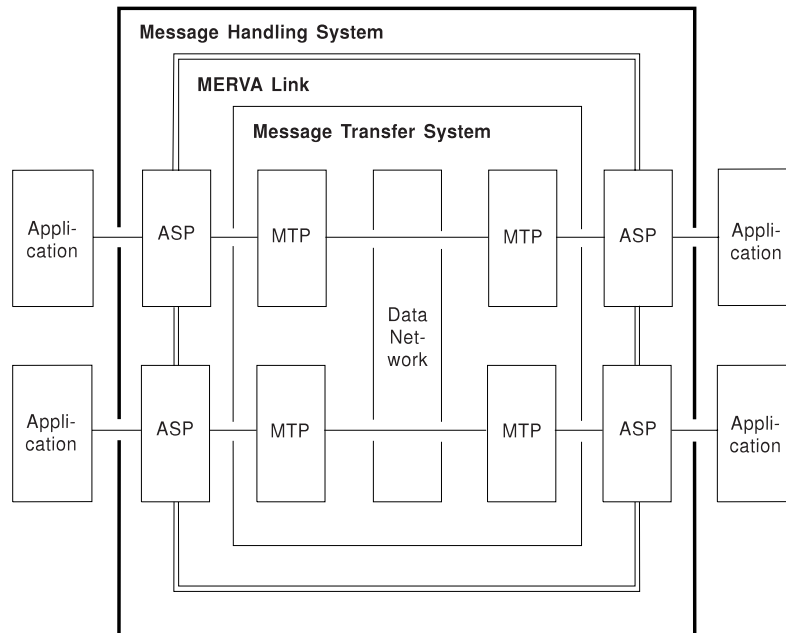 Message Handling System
MERVA Link
Message Transfer System
Appli-
cation
ASP
MTP
MTP
ASP
Appli-
cation
Data
Net-
work
Appli-
cation
ASP
MTP
MTP
ASP
Appli-
cation